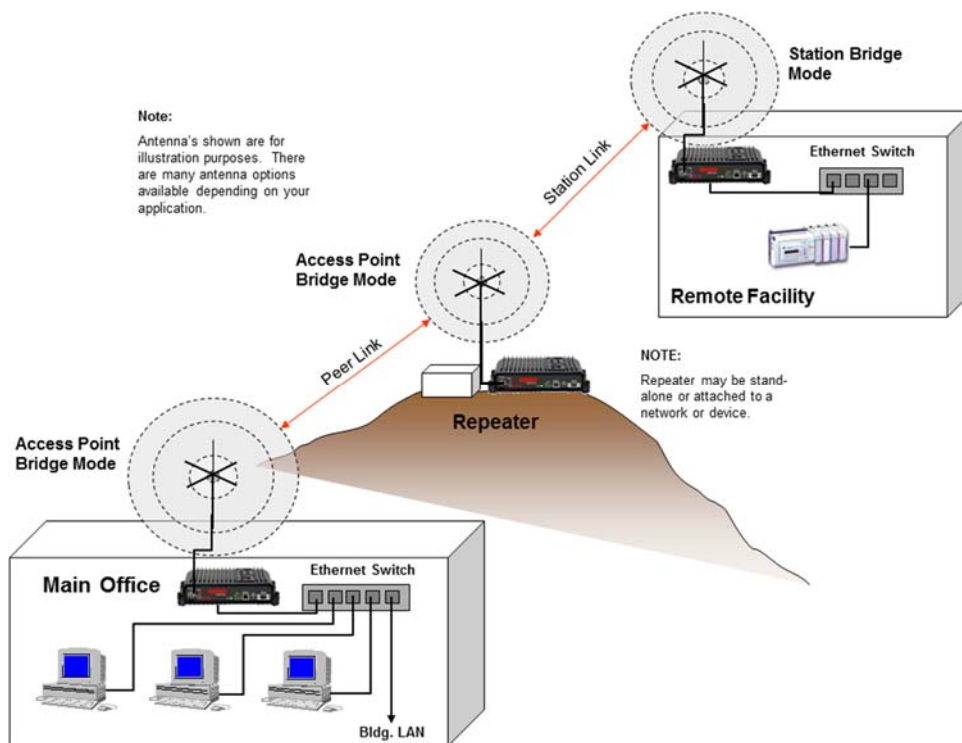 Station Bridge
Mode
Note:
Antenna's shown are for
illustration purposes. There
are many antenna options
available depending on your
application.
Ethernet Switch
Station Link
Access Point
Bridge Mode
Remote Facility
Peer Link
NOTE:
Repeater may be stand-
alone or attached to a
network or device.
Repeater
Access Point
Bridge Mode
Main Office
Ethernet Switch
Bldg. LAN